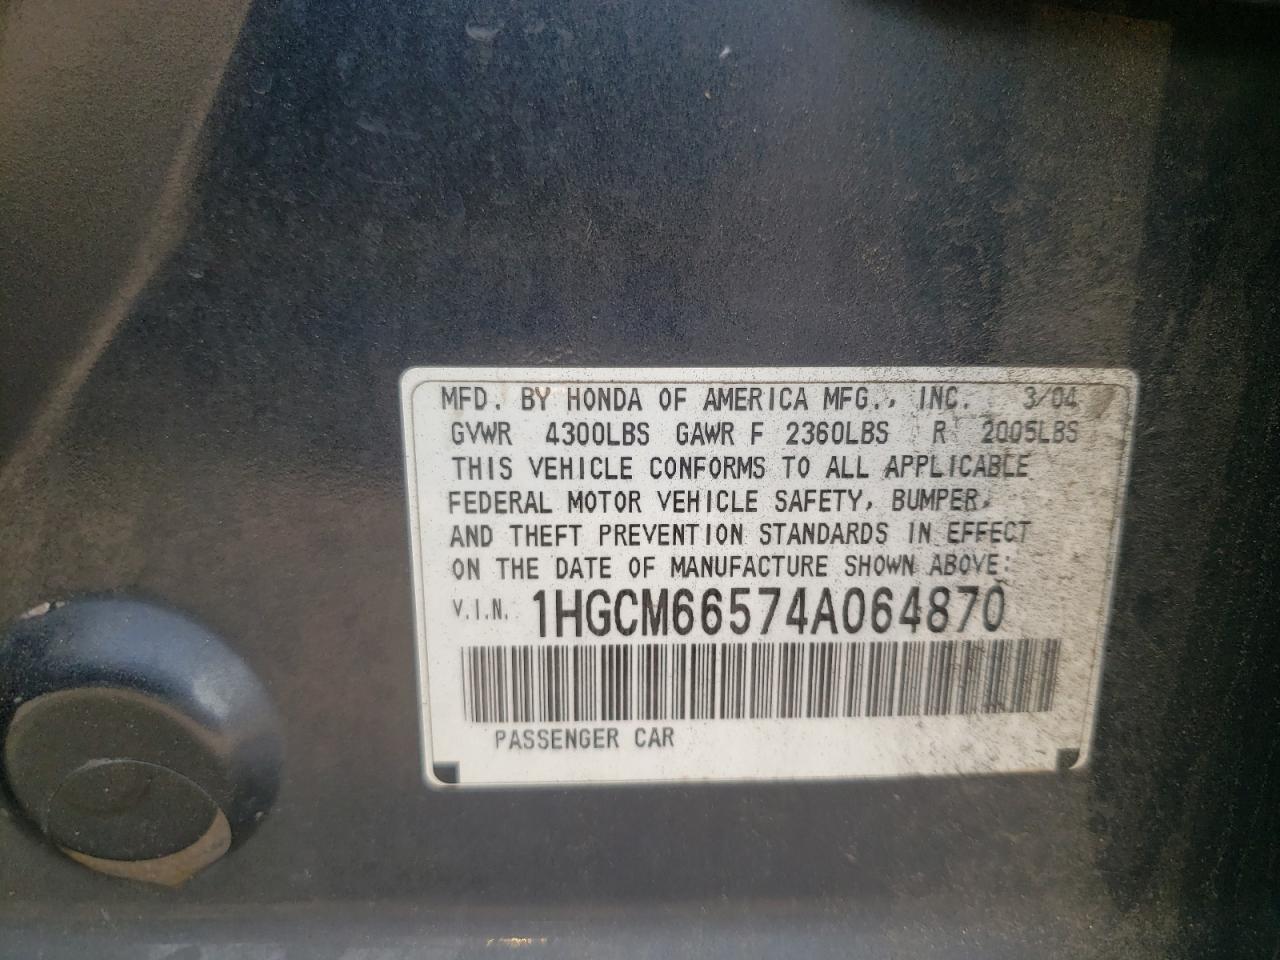 MFD. BY HONDA OF AMERICA MFG., INC. 3/04
GVWR 4300LBS GAWR F 2360LBS R 2005LBS
THIS VEHICLE CONFORMS TO ALL APPLICABLE
FEDERAL MOTOR VEHICLE SAFETY, BUMPER,
AND THEFT PREVENTION STANDARDS IN EFFECT
ON THE DATE OF MANUFACTURE SHOWN ABOVE:
V.I.N. 1HGCM66574A064870
PASSENGER CAR